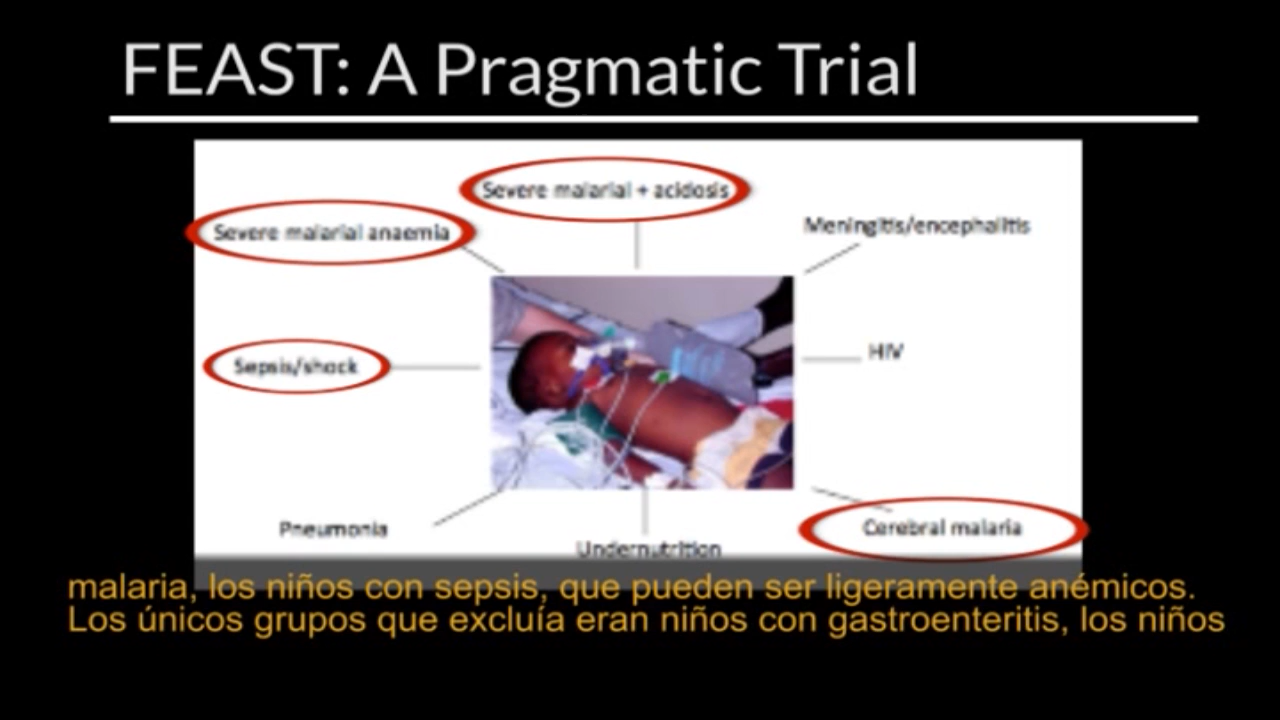 FEAST: A Pragmatic Trial
Severe malarial + acidosis
Severe malarial anaemia
Meningitis/encephalitis
Sepsis/shock
HIV
Pneumonia
Undernutrition
Cerebral malaria
malaria, los niños con sepsis, que pueden ser ligeramente anémicos.
Los únicos grupos que excluía eran niños con gastroenteritis, los niños